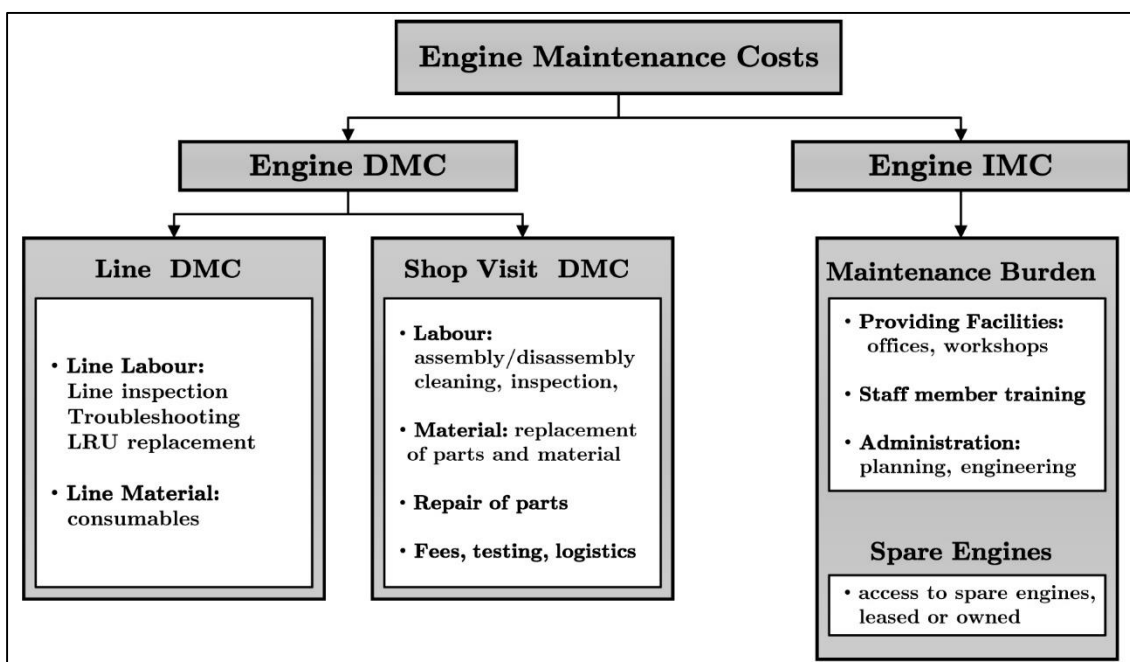 Engine Maintenance Costs
Engine DMC
Engine IMC
Line DMC
• Line Labour:
Line inspection
Troubleshooting
LRU replacement
• Line Material:
consumables
Shop Visit DMC
• Labour:
assembly/disassembly
cleaning, inspection,
• Material: replacement
of parts and material
• Repair of parts
• Fees, testing, logistics
Maintenance Burden
• Providing Facilities:
offices, workshops
• Staff member training
• Administration:
planning, engineering
Spare Engines
• access to spare engines,
leased or owned